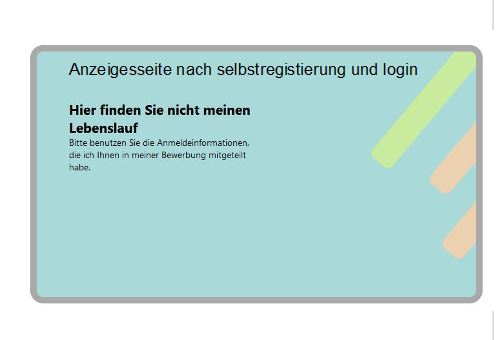 Anzeigesseite nach selbstregistierung und login
Hier finden Sie nicht meinen
Lebenslauf
Bitte benutzen Sie die Anmeldeinformationen,
die ich Ihnen in meiner Bewerbung mitgeteilt
habe.